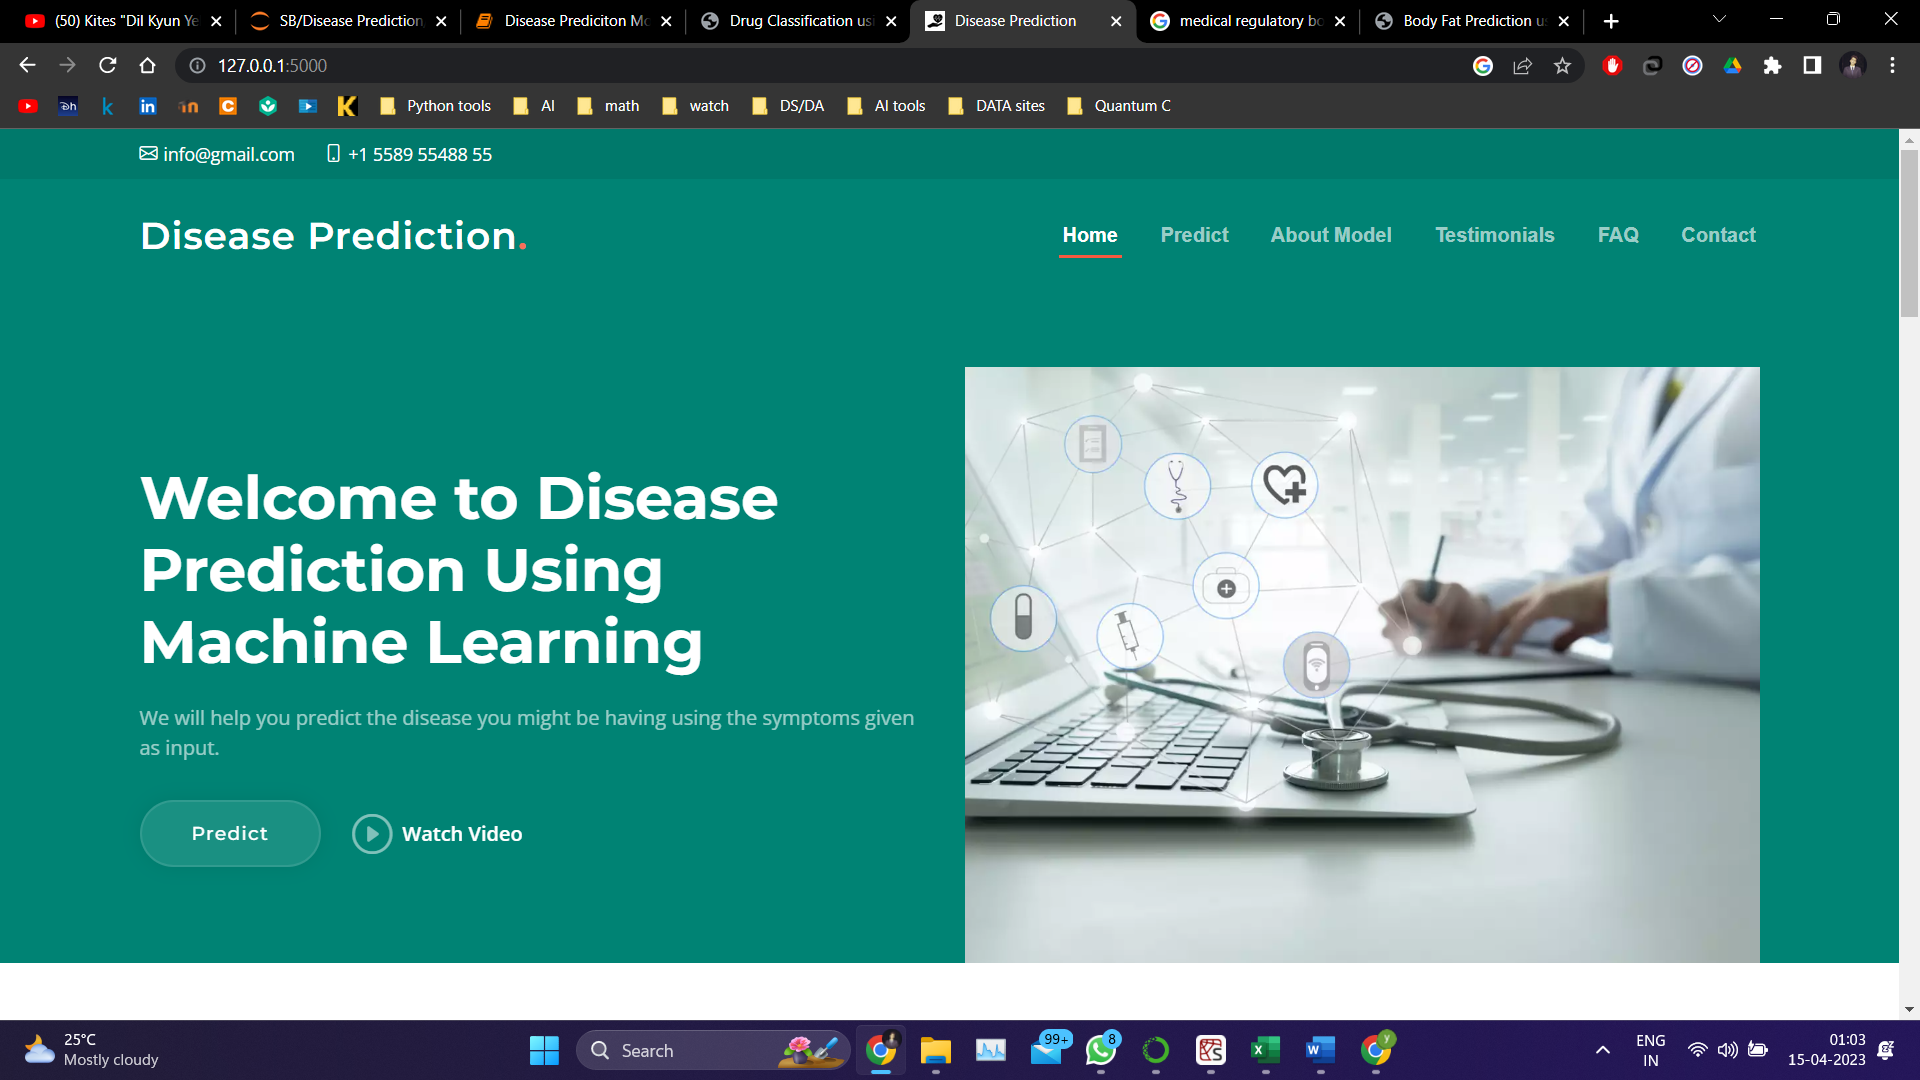 (50) Kites "Dil Kyun Ye
SB/Disease Prediction
Disease Prediciton Mo
Drug Classification usi
Disease Prediction
medical regulatory bo
Body Fat Prediction u
127.0.0.1:5000
Python tools
AI
math
watch
DS/DA
AI tools
DATA sites
Quantum C
info@gmail.com
+1 5589 55488 55
Disease Prediction.
Home
Predict
About Model
Testimonials
FAQ
Contact
Welcome to Disease
Prediction Using
Machine Learning
We will help you predict the disease you might be having using the symptoms given
as input.
Predict
Watch Video
25°C
Mostly cloudy
Search
99+
8
ENG
IN
01:03
15-04-2023